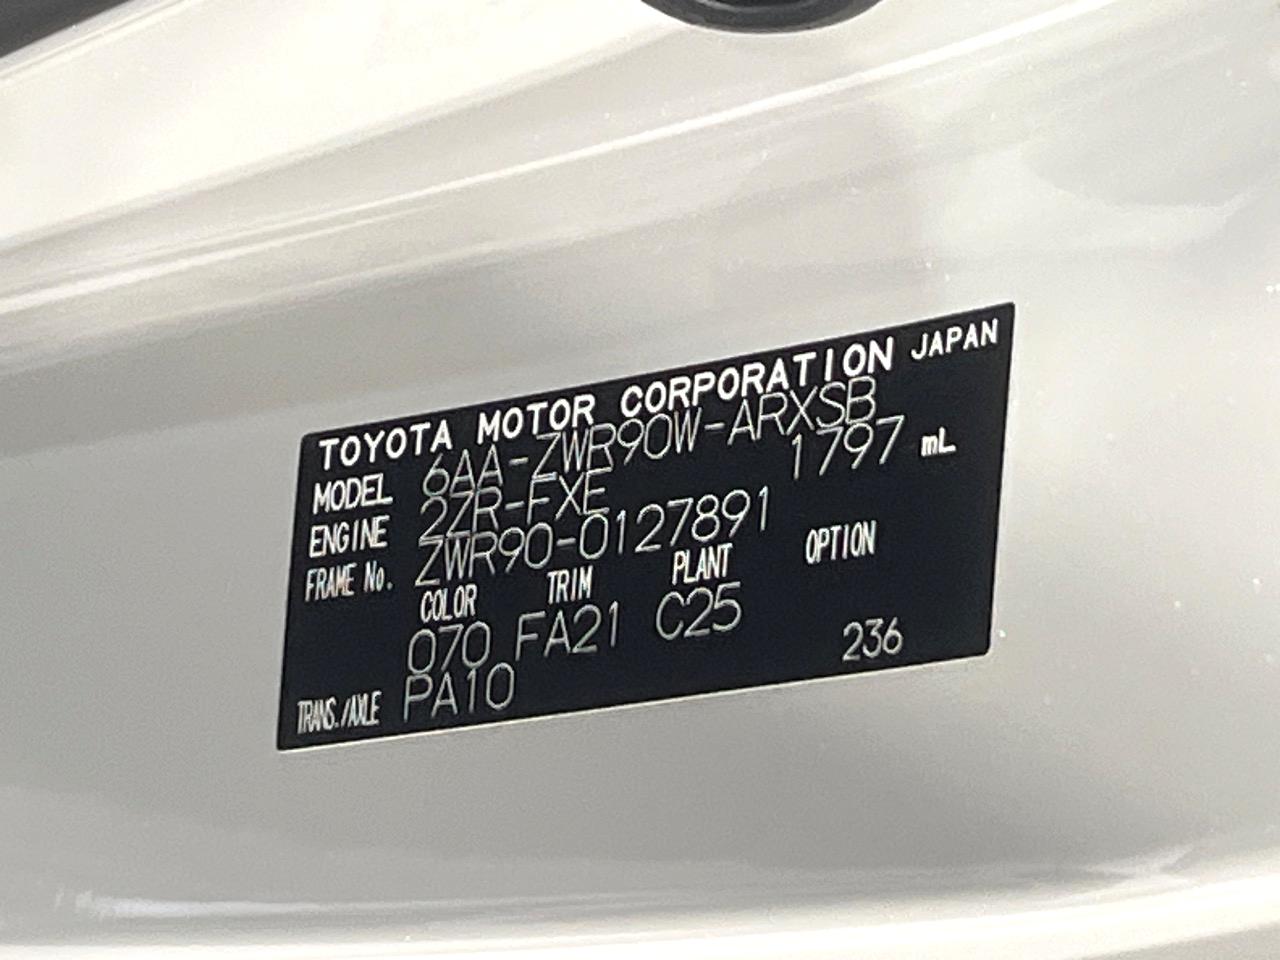 TOYOTA MOTOR CORPORATION JAPAN
MODEL 6AA-ZWR90W-ARXSB
ENGINE 2ZR-FXE 1797 mL
FRAME No. ZWR90-0127891
COLOR TRIM PLANT OPTION
070 FA21 C25
TRANS./AXLE PA10 236